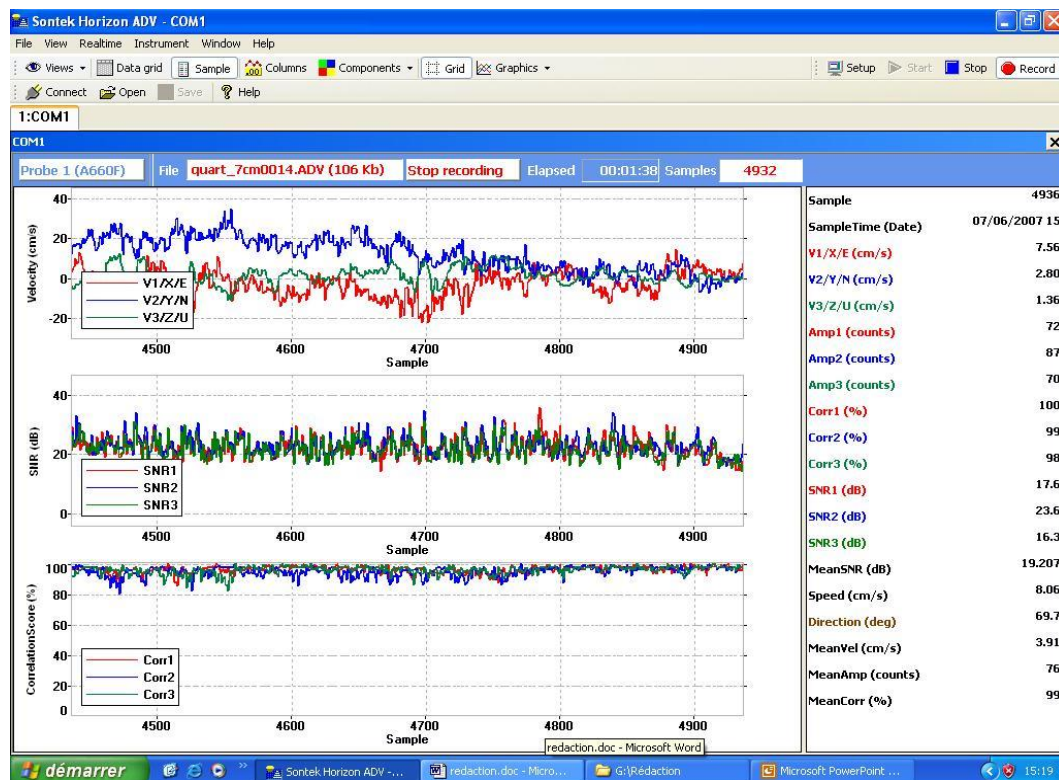 Sontek Horizon ADV - COM1
File View Realtime Instrument Window Help
Views Data grid Sample Columns Components Grid Graphics Setup Start Stop Record
Connect Open Save Help
1:COM1
COM1
Probe 1 (A660F) File quart_7cm0014.ADV (106 Kb) Stop recording Elapsed 00:01:38 Samples 4932
Velocity (cm/s)
40
20
0
-20
V1/X/E
V2/Y/N
V3/Z/U
4500 4600 4700 4800 4900
Sample
SNR (dB)
40
20
0
SNR1
SNR2
SNR3
4500 4600 4700 4800 4900
Sample
CorrelationScore (%)
100
80
60
40
20
0
Corr1
Corr2
Corr3
4500 4600 4700 4800 4900
Sample
Sample 4936
SampleTime (Date) 07/06/2007 15
V1/X/E (cm/s) 7.56
V2/Y/N (cm/s) 2.80
V3/Z/U (cm/s) 1.36
Amp1 (counts) 72
Amp2 (counts) 87
Amp3 (counts) 70
Corr1 (%) 100
Corr2 (%) 99
Corr3 (%) 98
SNR1 (dB) 17.6
SNR2 (dB) 23.6
SNR3 (dB) 16.3
MeanSNR (dB) 19.207
Speed (cm/s) 8.06
Direction (deg) 69.7
MeanVel (cm/s) 3.91
MeanAmp (counts) 76
MeanCorr (%) 99
redaction.doc - Microsoft Word
démarrer » Sontek Horizon ADV -... redaction.doc - Micro... G:\Rédaction Microsoft PowerPoint ... 15:19